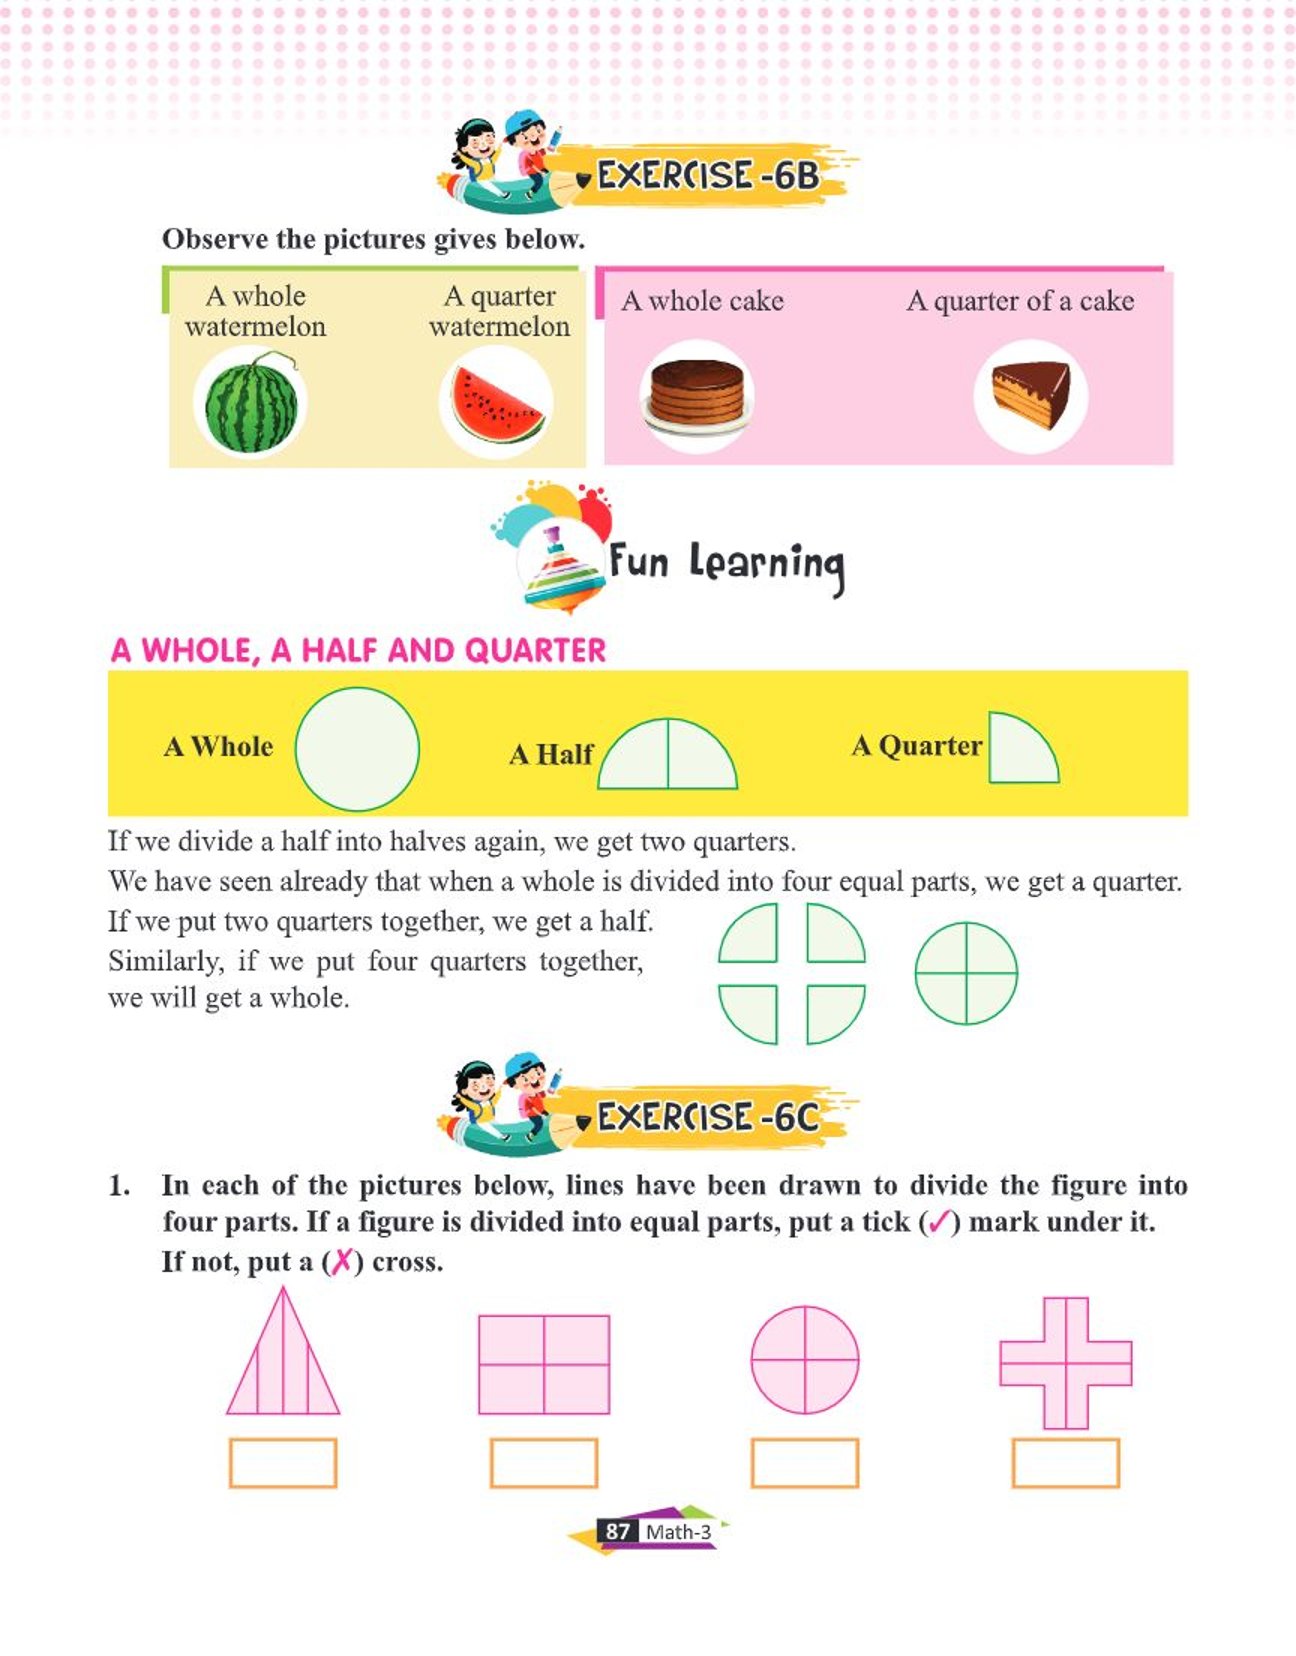 EXERCISE -6B
Observe the pictures gives below.
A whole
watermelon
A quarter
watermelon
A whole cake
A quarter of a cake
Fun Learning
A WHOLE, A HALF AND QUARTER
A Whole
A Half
A Quarter
If we divide a half into halves again, we get two quarters.
We have seen already that when a whole is divided into four equal parts, we get a quarter.
If we put two quarters together, we get a half.
Similarly, if we put four quarters together,
we will get a whole.
EXERCISE -6C
1. In each of the pictures below, lines have been drawn to divide the figure into
four parts. If a figure is divided into equal parts, put a tick (✓) mark under it.
If not, put a (✗) cross.
87 Math-3